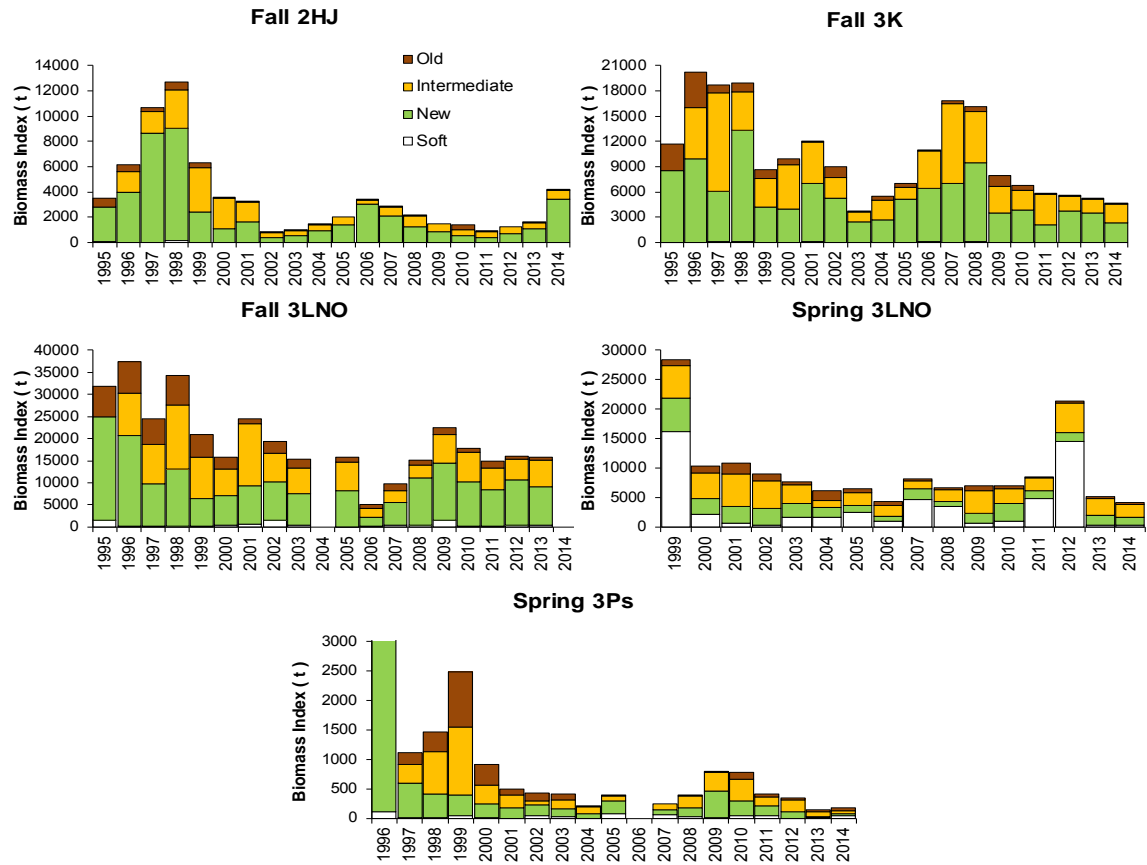 Fall 2HJ
Biomass Index ( t )
14000
12000
10000
8000
6000
4000
2000
0
Old
Intermediate
New
Soft
1995 1996 1997 1998 1999 2000 2001 2002 2003 2004 2005 2006 2007 2008 2009 2010 2011 2012 2013 2014
Fall 3K
Biomass Index ( t )
21000
18000
15000
12000
9000
6000
3000
0
1995 1996 1997 1998 1999 2000 2001 2002 2003 2004 2005 2006 2007 2008 2009 2010 2011 2012 2013 2014
Fall 3LNO
Biomass Index ( t )
40000
35000
30000
25000
20000
15000
10000
5000
0
1995 1996 1997 1998 1999 2000 2001 2002 2003 2005 2006 2007 2008 2009 2010 2011 2012 2013 2014
Spring 3LNO
Biomass Index ( t )
30000
25000
20000
15000
10000
5000
0
1999 2000 2001 2002 2003 2004 2005 2006 2007 2008 2009 2010 2011 2012 2013 2014
Spring 3Ps
Biomass Index ( t )
3000
2500
2000
1500
1000
500
0
1996 1997 1998 1999 2000 2001 2002 2003 2004 2005 2006 2007 2008 2009 2010 2011 2012 2013 2014